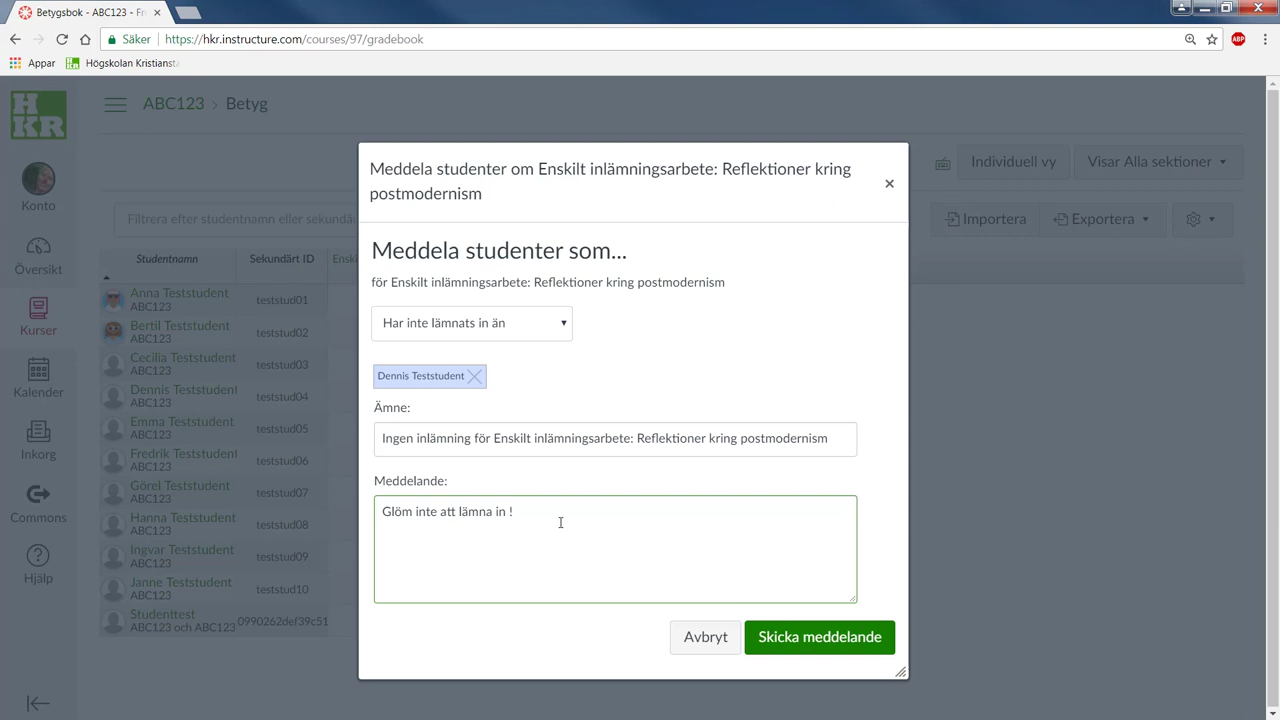 Betygsbok - ABC123 - Fr
Säker
https://hkr.instructure.com/courses/97/gradebook
ABP
Appar
Högskolan Kristiansta
HKR
ABC123 > Betyg
Konto
Översikt
Kurser
Kalender
Inkorg
Commons
Hjälp
Individuell vy
Visar Alla sektioner
Filtrera efter studentnamn eller sekundä
Importera
Exportera
Studentnamn
Sekundärt ID
Enski
Anna Teststudent
ABC123
teststud01
Bertil Teststudent
ABC123
teststud02
Cecilia Teststudent
ABC123
teststud03
Dennis Teststudent
ABC123
teststud04
Emma Teststudent
ABC123
teststud05
Fredrik Teststudent
ABC123
teststud06
Görel Teststudent
ABC123
teststud07
Hanna Teststudent
ABC123
teststud08
Ingvar Teststudent
ABC123
teststud09
Janne Teststudent
ABC123
teststud10
Studenttest
ABC123 och ABC123
0990262def39c51
Meddela studenter om Enskilt inlämningsarbete: Reflektioner kring
postmodernism
Meddela studenter som...
för Enskilt inlämningsarbete: Reflektioner kring postmodernism
Har inte lämnats in än
Dennis Teststudent
Ämne:
Ingen inlämning för Enskilt inlämningsarbete: Reflektioner kring postmodernism
Meddelande:
Glöm inte att lämna in !
Avbryt
Skicka meddelande